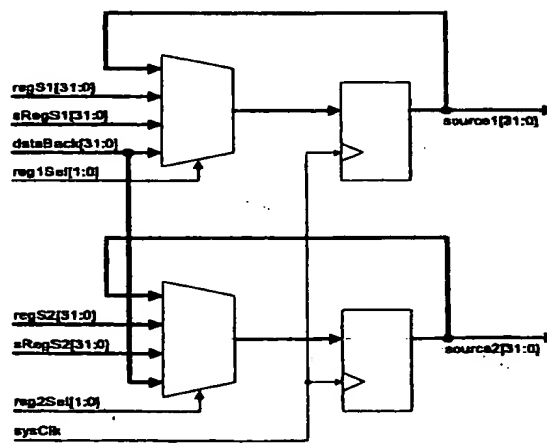 regS1[31:0]
sRegS1[31:0]
dataBack[31:0]
reg1Sel[1:0]
source1[31:0]
regS2[31:0]
sRegS2[31:0]
reg2Sel[1:0]
sysClk
source2[31:0]